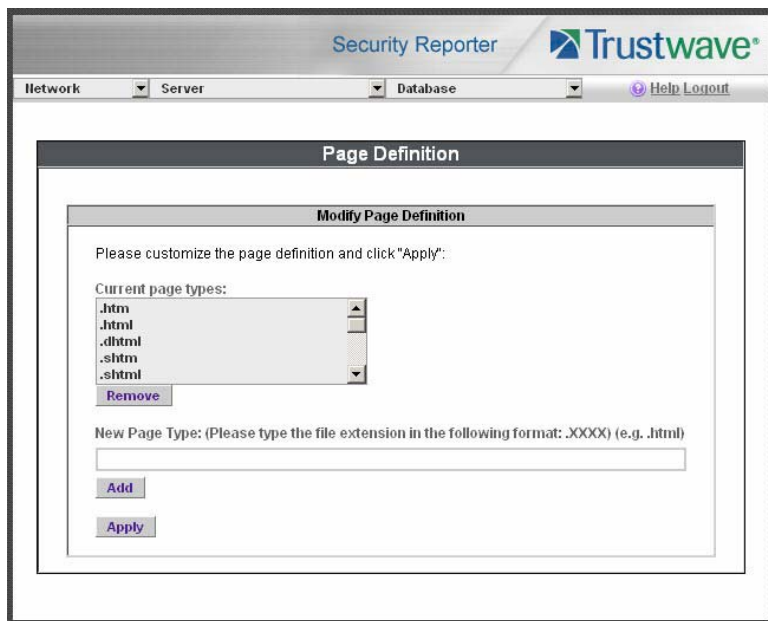 Security Reporter Trustwave®
Network Server Database Help Logout
Page Definition
Modify Page Definition
Please customize the page definition and click "Apply":
Current page types:
.htm
.html
.dhtml
.shtm
.shtml
Remove
New Page Type: (Please type the file extension in the following format: .XXXX) (e.g. .html)
Add
Apply